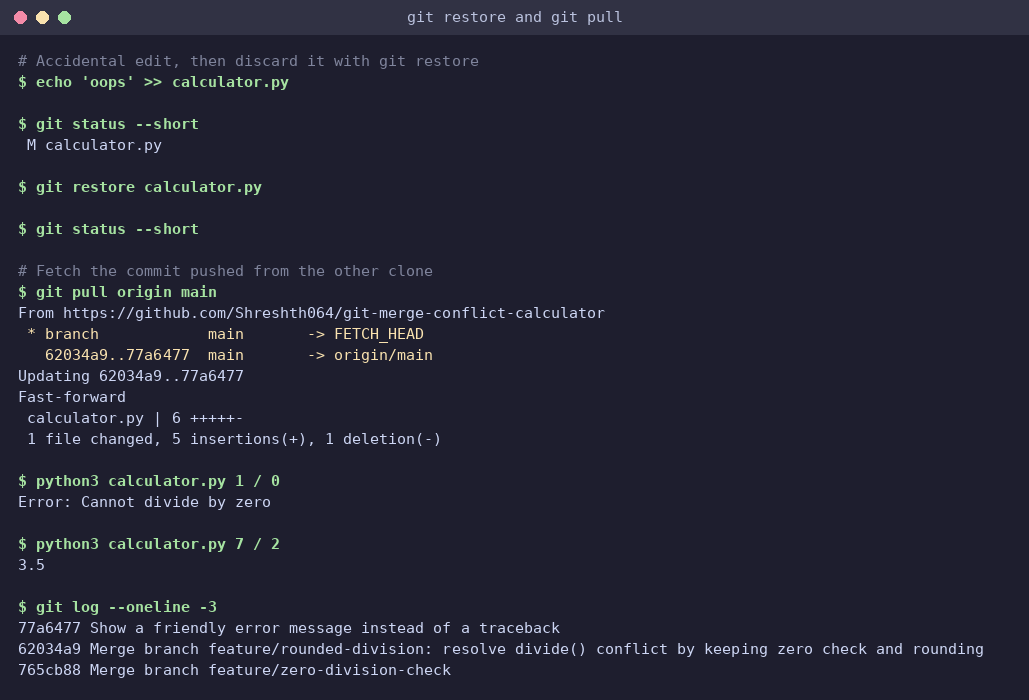 git restore and git pull
# Accidental edit, then discard it with git restore
$ echo 'oops' >> calculator.py
$ git status --short
 M calculator.py
$ git restore calculator.py
$ git status --short
# Fetch the commit pushed from the other clone
$ git pull origin main
From https://github.com/Shreshth064/git-merge-conflict-calculator
 * branch            main       -> FETCH_HEAD
   62034a9..77a6477  main       -> origin/main
Updating 62034a9..77a6477
Fast-forward
 calculator.py | 6 +++++-
 1 file changed, 5 insertions(+), 1 deletion(-)
$ python3 calculator.py 1 / 0
Error: Cannot divide by zero
$ python3 calculator.py 7 / 2
3.5
$ git log --oneline -3
77a6477 Show a friendly error message instead of a traceback
62034a9 Merge branch feature/rounded-division: resolve divide() conflict by keeping zero check and rounding
765cb88 Merge branch feature/zero-division-check